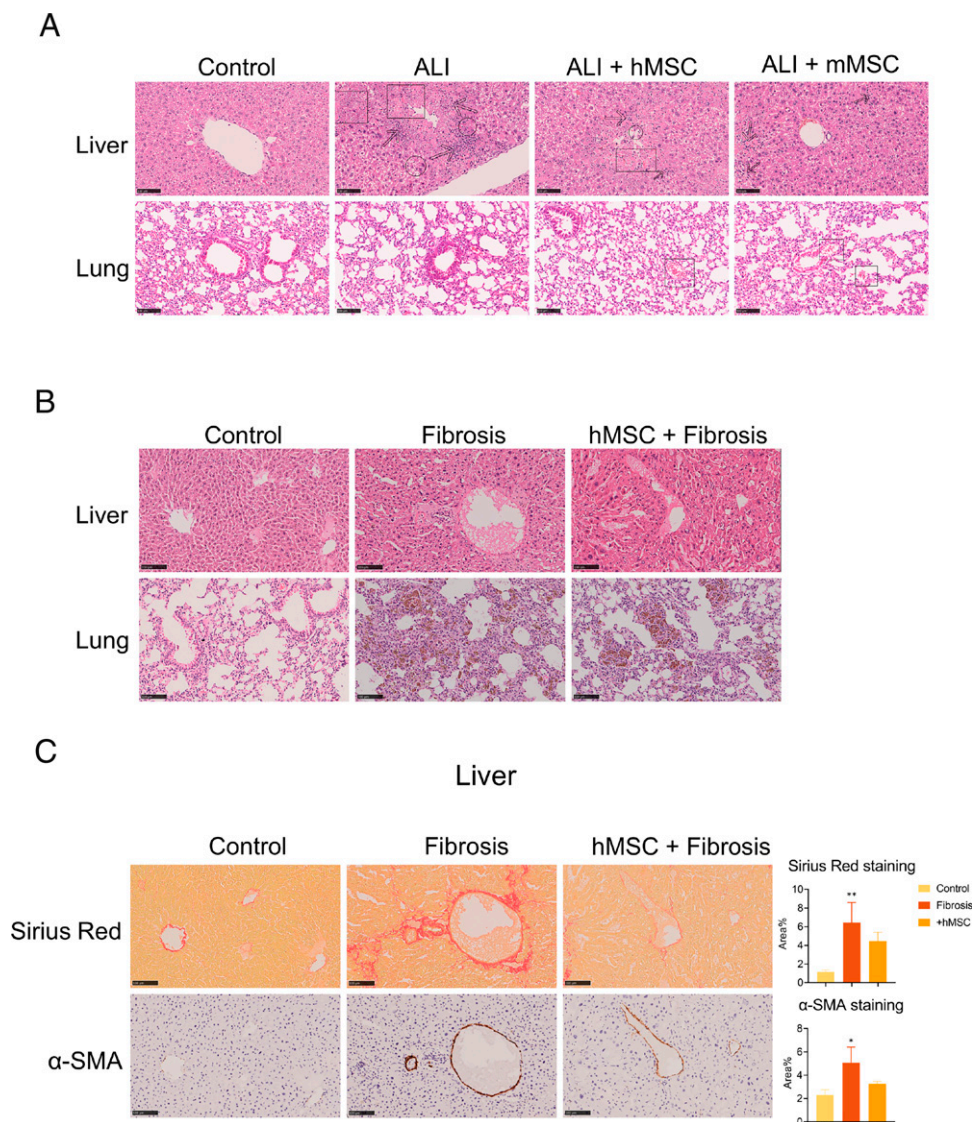 A
Control ALI ALI + hMSC ALI + mMSC
Liver
Lung
B
Control Fibrosis hMSC + Fibrosis
Liver
Lung
C
Liver
Control Fibrosis hMSC + Fibrosis
Sirius Red
α-SMA
Sirius Red staining
Area%
10
8
6
4
2
0
**
Control
Fibrosis
+hMSC
α-SMA staining
Area%
8
6
4
2
0
*